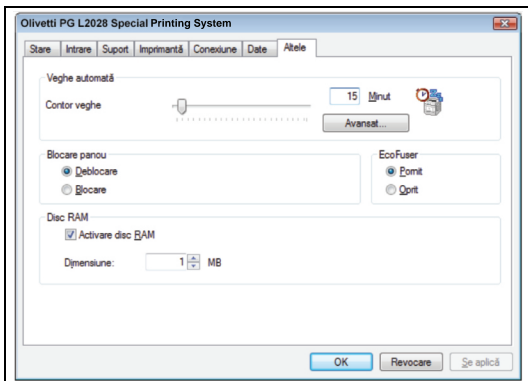 Olivetti PG L2028 Special Printing System
Stare Intrare Suport Imprimantă Conexiune Date Altele
Veghe automată
Contor veghe 15 Minut
Avansat...
Blocare panou EcoFuser
Deblocare Pornit
Blocare Oprit
Disc RAM
Activare disc RAM
Dimensiune: 1 MB
OK Revocare Se aplică